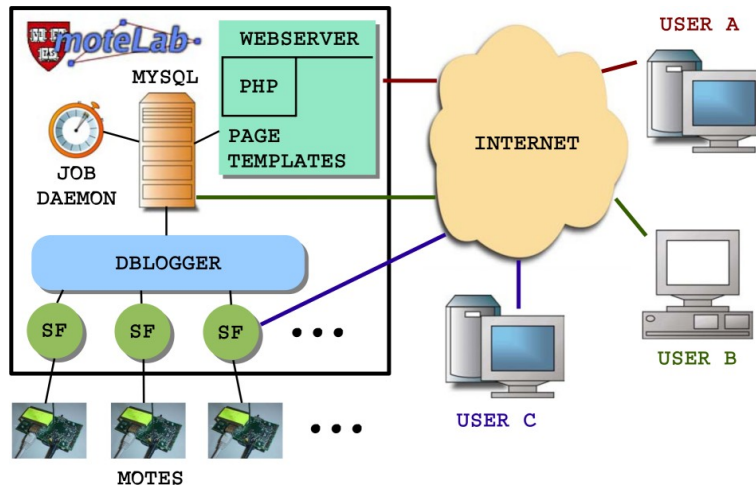 moteLab
WEBSERVER
USER A
MYSQL
PHP
INTERNET
PAGE
TEMPLATES
JOB
DAEMON
DBLOGGER
SF
SF
SF
...
USER B
USER C
...
MOTES